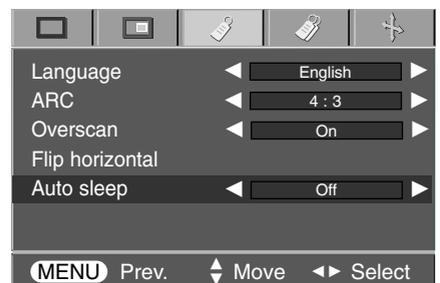 Language English
ARC 4 : 3
Overscan On
Flip horizontal
Auto sleep Off
MENU Prev. Move Select